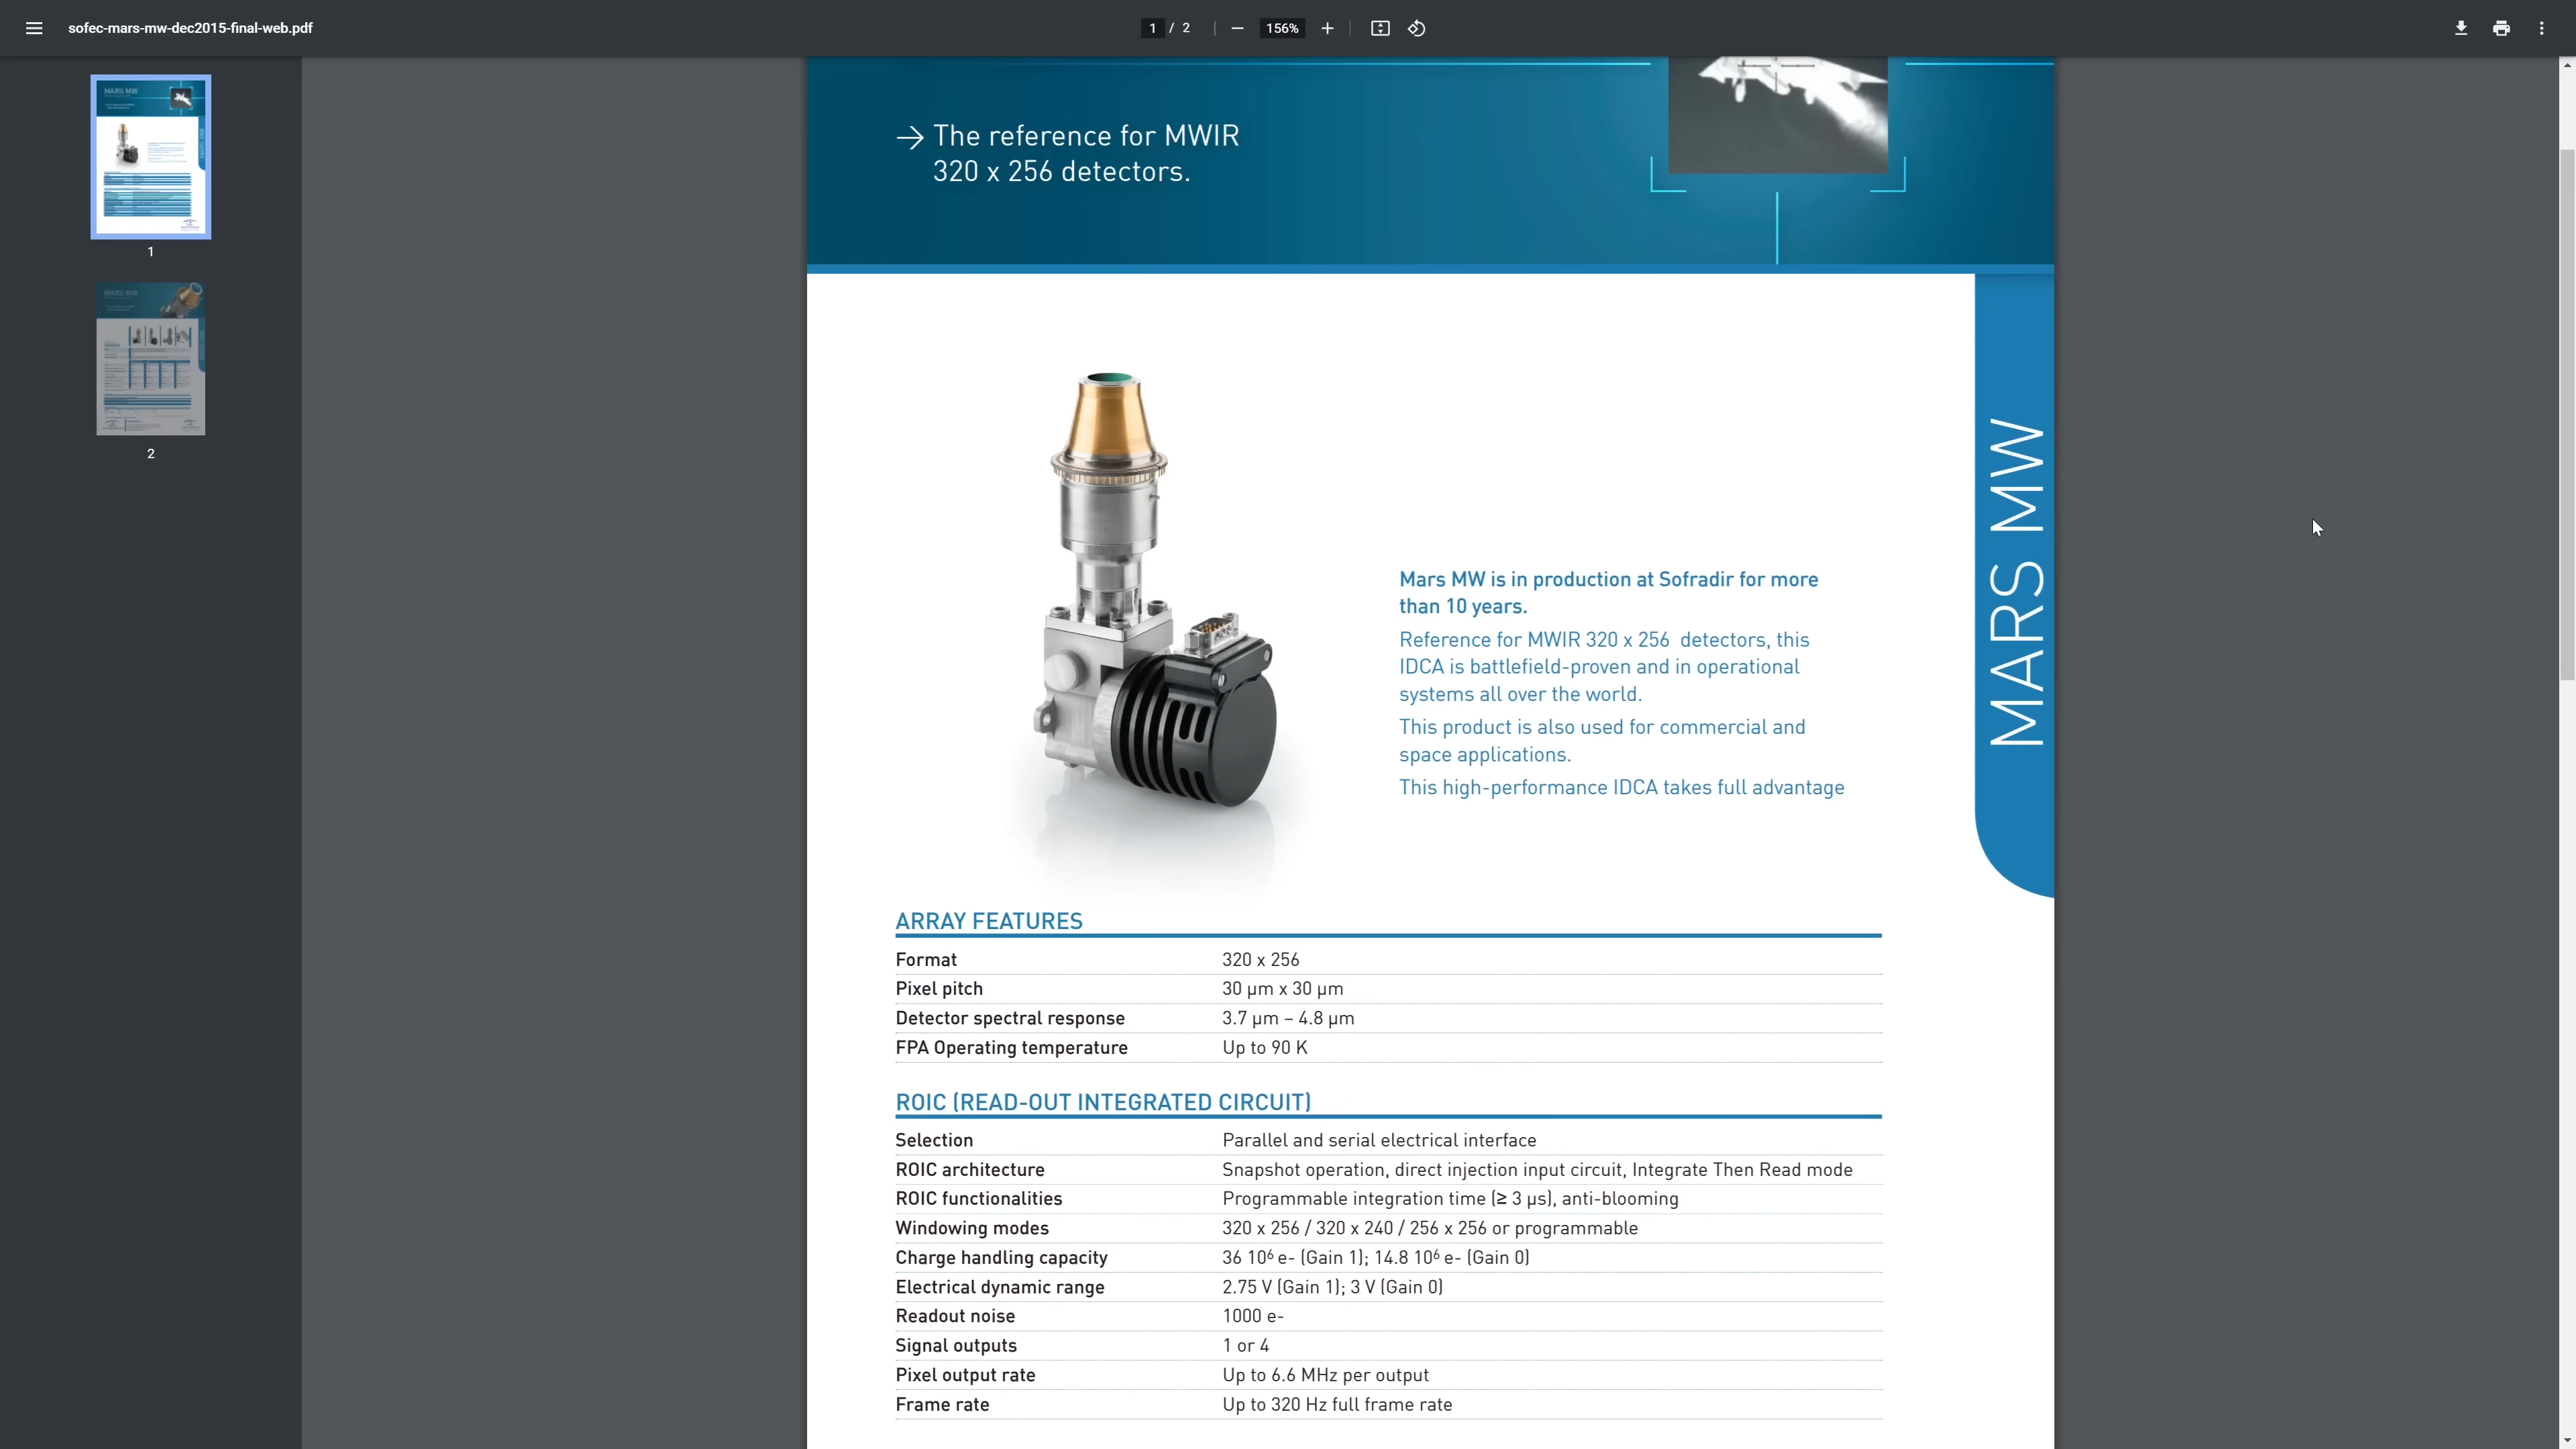 sofec-mars-mw-dec2015-final-web.pdf
1 / 2
156%
1
2
→ The reference for MWIR
320 x 256 detectors.
MARS MW
Mars MW is in production at Sofradir for more
than 10 years.
Reference for MWIR 320 x 256 detectors, this
IDCA is battlefield-proven and in operational
systems all over the world.
This product is also used for commercial and
space applications.
This high-performance IDCA takes full advantage
ARRAY FEATURES
Format 320 x 256
Pixel pitch 30 µm x 30 µm
Detector spectral response 3.7 µm – 4.8 µm
FPA Operating temperature Up to 90 K
ROIC (READ-OUT INTEGRATED CIRCUIT)
Selection Parallel and serial electrical interface
ROIC architecture Snapshot operation, direct injection input circuit, Integrate Then Read mode
ROIC functionalities Programmable integration time (≥ 3 µs), anti-blooming
Windowing modes 320 x 256 / 320 x 240 / 256 x 256 or programmable
Charge handling capacity 36 10⁶ e- (Gain 1); 14.8 10⁶ e- (Gain 0)
Electrical dynamic range 2.75 V (Gain 1); 3 V (Gain 0)
Readout noise 1000 e-
Signal outputs 1 or 4
Pixel output rate Up to 6.6 MHz per output
Frame rate Up to 320 Hz full frame rate